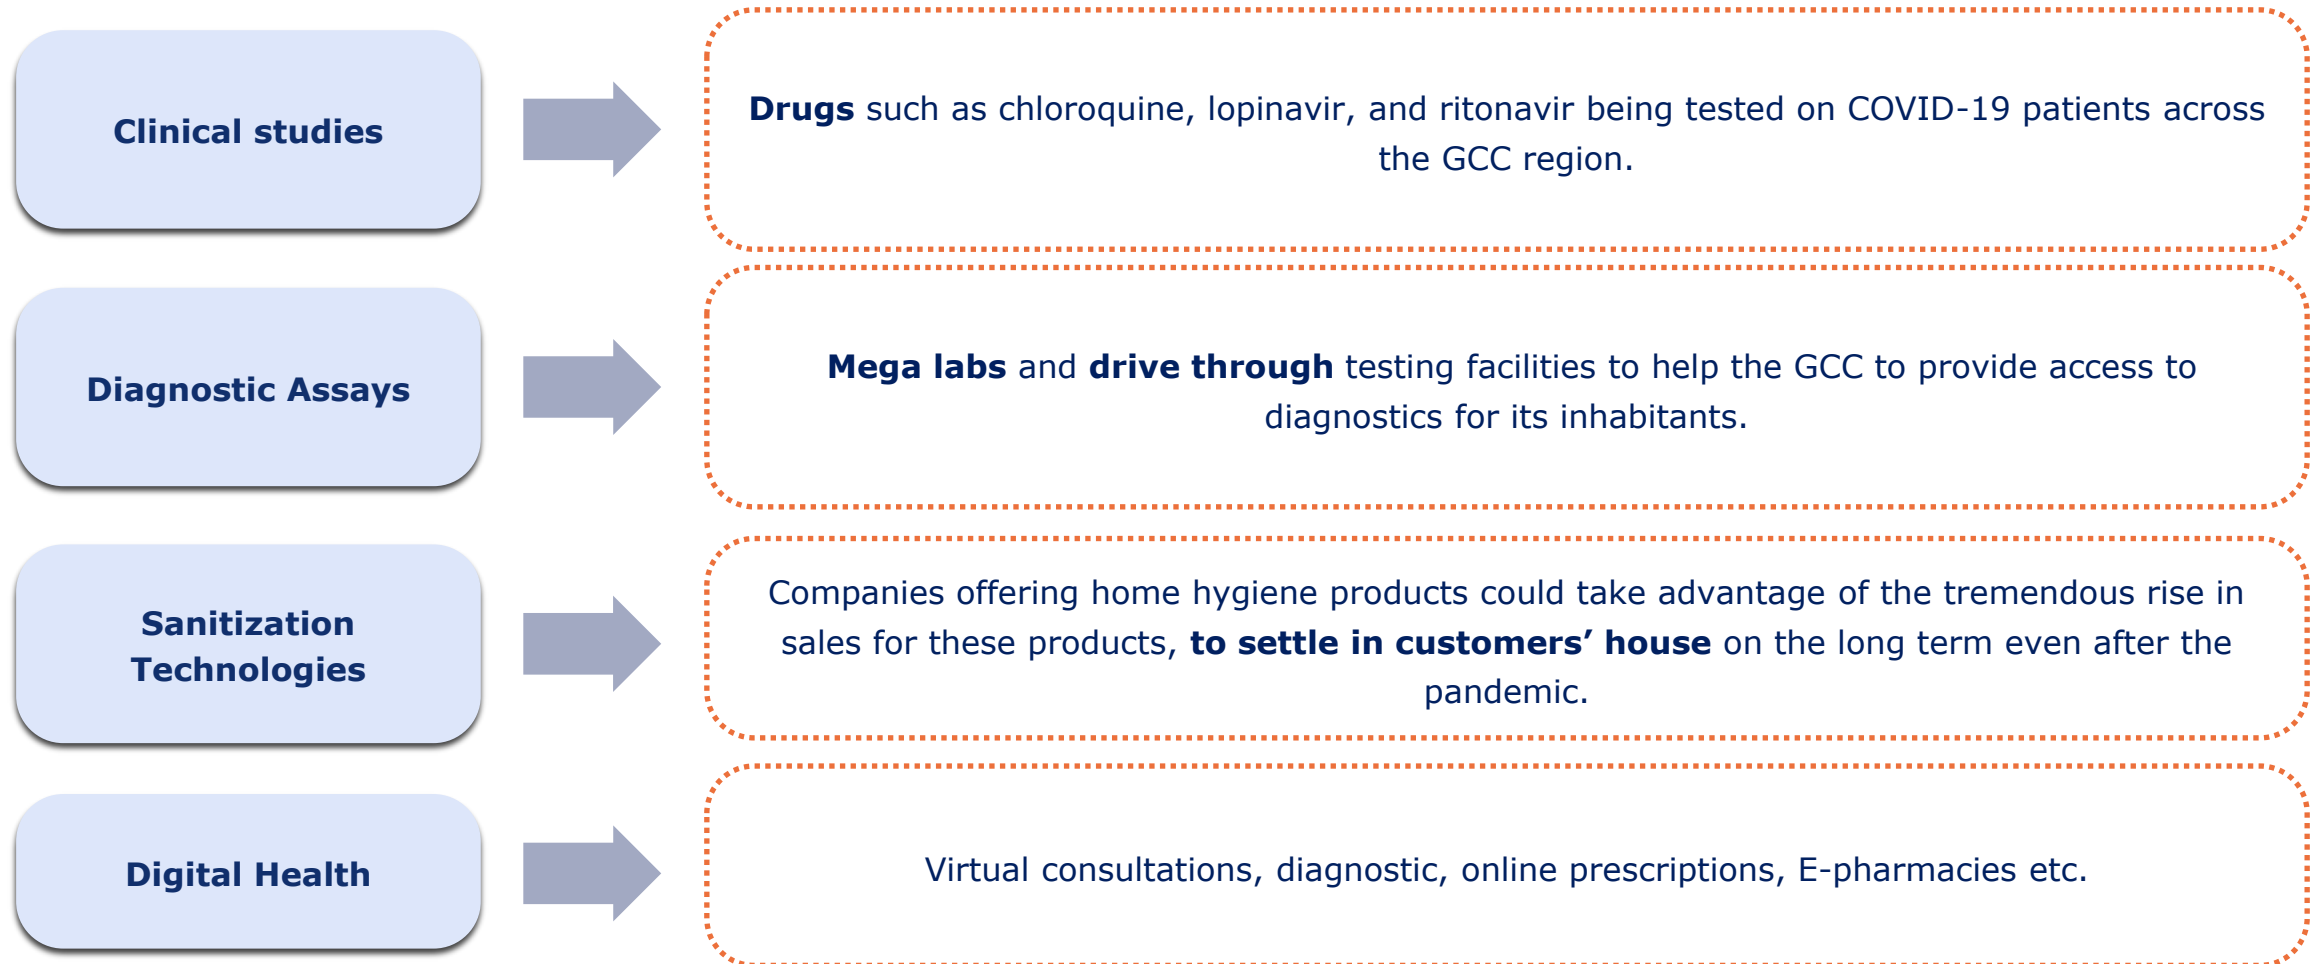 Clinical studies
Drugs such as chloroquine, lopinavir, and ritonavir being tested on COVID-19 patients across
the GCC region.
Diagnostic Assays
Mega labs and drive through testing facilities to help the GCC to provide access to
diagnostics for its inhabitants.
Sanitization
Technologies
Companies offering home hygiene products could take advantage of the tremendous rise in
sales for these products, to settle in customers’ house on the long term even after the
pandemic.
Digital Health
Virtual consultations, diagnostic, online prescriptions, E-pharmacies etc.